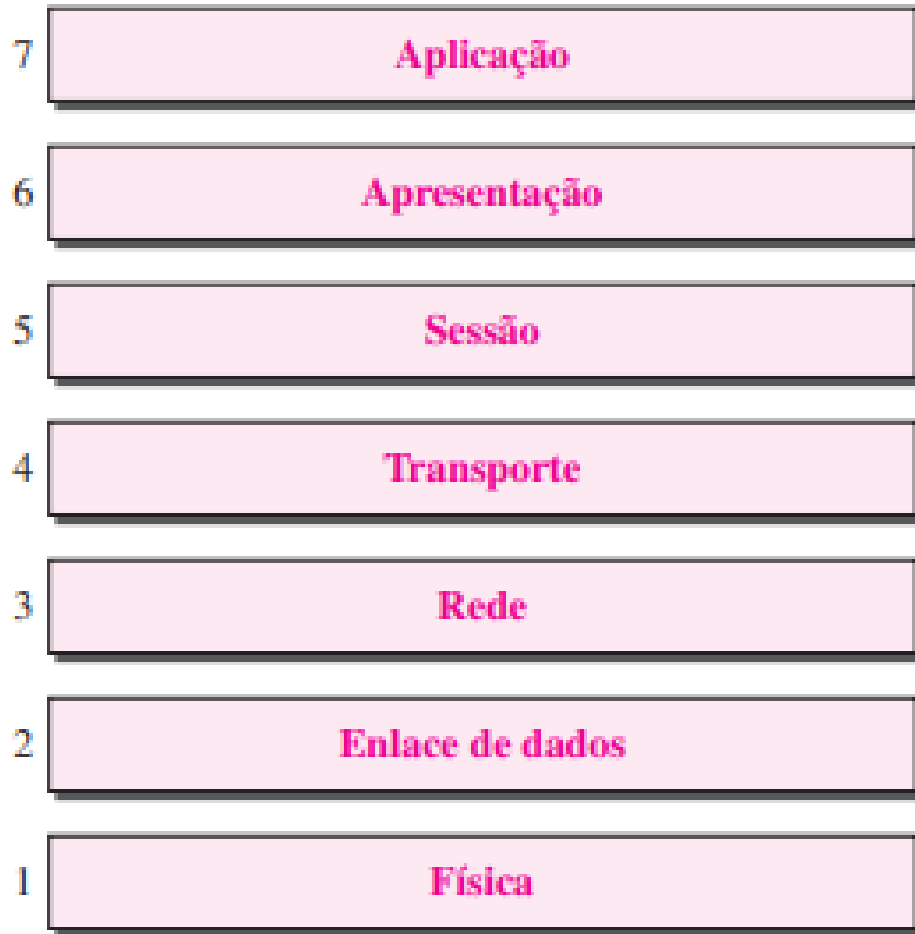 7 Aplicação
6 Apresentação
5 Sessão
4 Transporte
3 Rede
2 Enlace de dados
1 Física